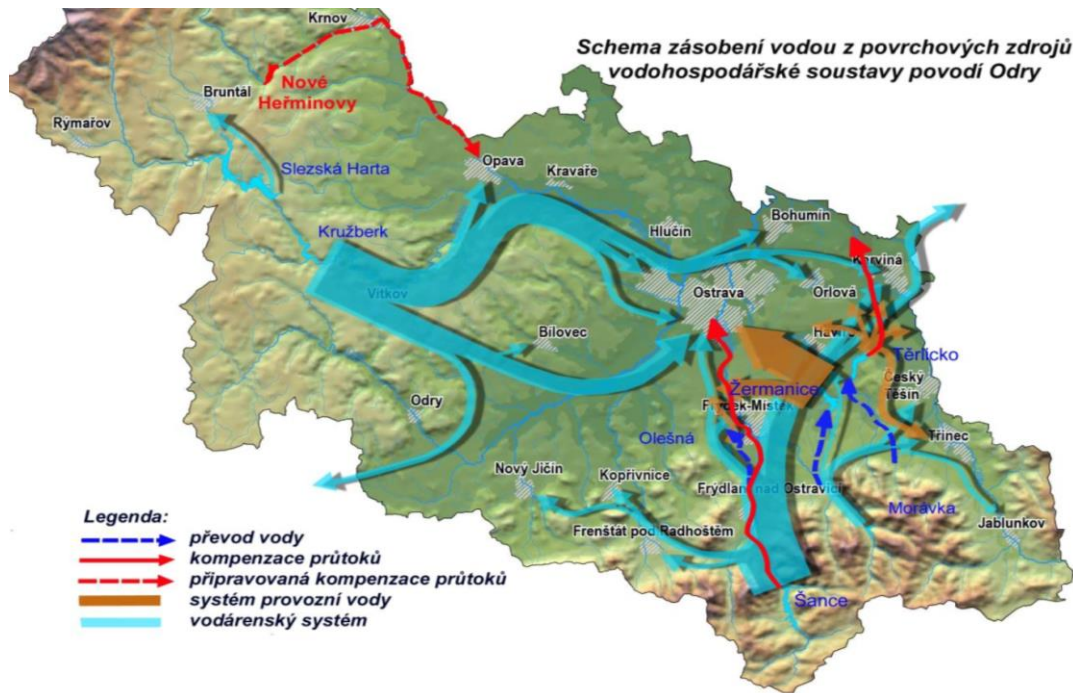 Krnov
Schema zásobení vodou z povrchových zdrojů
vodohospodářské soustavy povodí Odry
Nové
Heřminovy
Bruntál
Rýmařov
Slezská Harta
Opava
Kravaře
Kružberk
Hlučín
Bohumín
Karviná
Vítkov
Ostrava
Orlová
Bílovec
Těrlicko
Český
Těšín
Žermanice
Frýdek-Místek
Odry
Olešná
Třinec
Nový Jičín
Kopřivnice
Frýdlant nad Ostravicí
Morávka
Jablunkov
Frenštát pod Radhoštěm
Šance
Legenda:
převod vody
kompenzace průtoků
připravovaná kompenzace průtoků
systém provozní vody
vodárenský systém